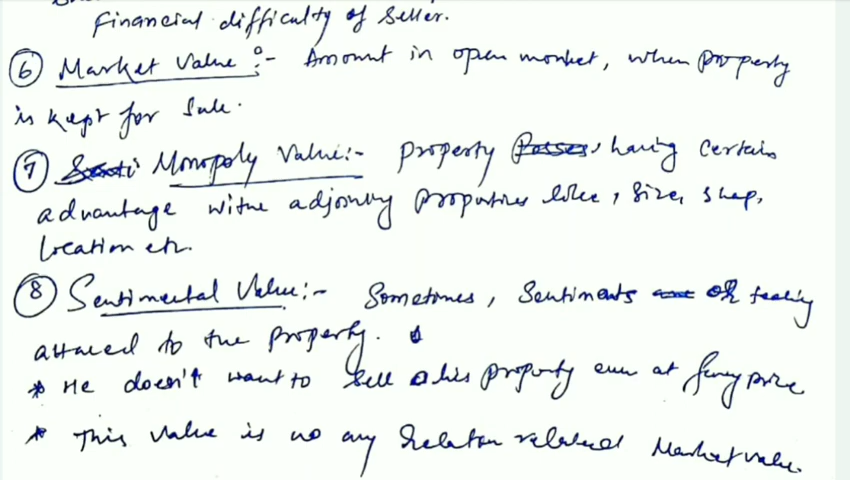 Financial difficulty of seller.
⑥ Market Value :- Amount in open market, when property
is kept for sale.
⑦ Monopoly Value:- property having certain
advantage with adjoining properties like, size, shap,
location etc.
⑧ Sentimental Value:- Sometimes, sentiments or feeling
attaced to the property.
* He doesn't want to sell his property even at fancy price
* This value is no any related Market value.